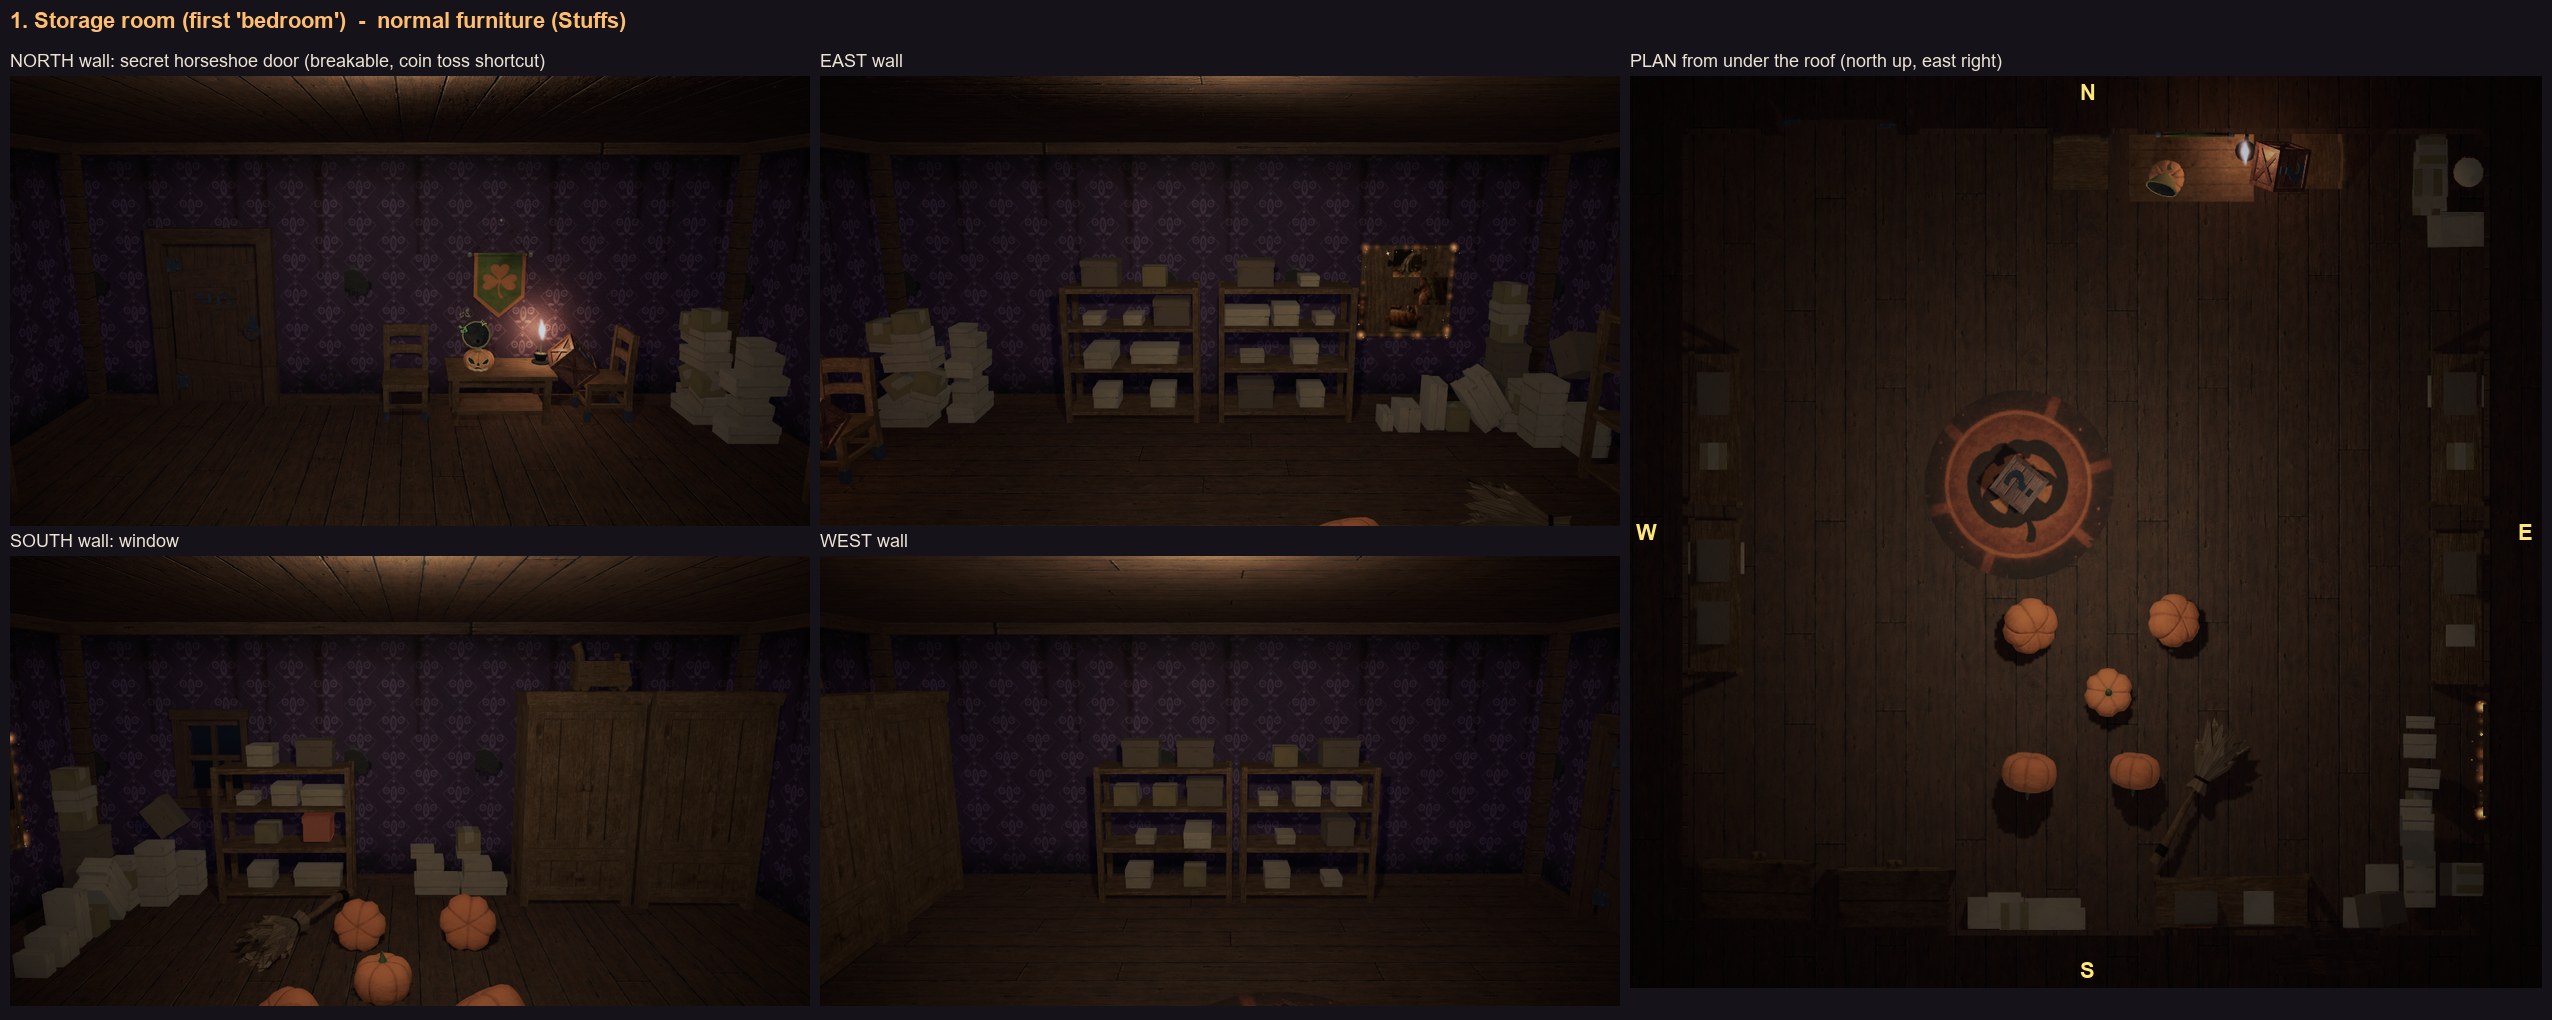 1. Storage room (first 'bedroom')  -  normal furniture (Stuffs)
NORTH wall: secret horseshoe door (breakable, coin toss shortcut)
EAST wall
PLAN from under the roof (north up, east right)
N
W
E
SOUTH wall: window
WEST wall
S